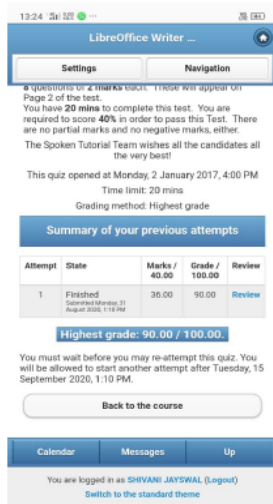 13:24
LibreOffice Writer ...
Settings
Navigation
8 questions of 2 marks each. These will appear on
Page 2 of the test.
You have 20 mins to complete this test. You are
required to score 40% in order to pass this Test. There
are no partial marks and no negative marks, either.
The Spoken Tutorial Team wishes all the candidates all
the very best!
This quiz opened at Monday, 2 January 2017, 4:00 PM
Time limit: 20 mins
Grading method: Highest grade
Summary of your previous attempts
Attempt State Marks / 40.00 Grade / 100.00 Review
1 Finished 36.00 90.00 Review
Submitted Monday, 31
August 2020, 1:10 PM
Highest grade: 90.00 / 100.00.
You must wait before you may re-attempt this quiz. You
will be allowed to start another attempt after Tuesday, 15
September 2020, 1:10 PM.
Back to the course
Calendar
Messages
Up
You are logged in as SHIVANI JAYSWAL (Logout)
Switch to the standard theme